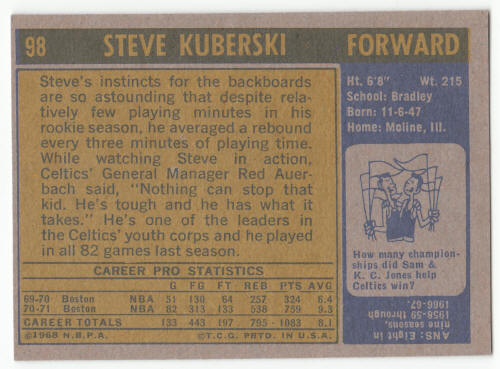 98 STEVE KUBERSKI FORWARD
Steve's instincts for the backboards
are so astounding that despite rela-
tively few playing minutes in his
rookie season, he averaged a rebound
every three minutes of playing time.
While watching Steve in action,
Celtics' General Manager Red Auer-
bach said, "Nothing can stop that
kid. He's tough and he has what it
takes." He's one of the leaders in
the Celtics' youth corps and he played
in all 82 games last season.
CAREER PRO STATISTICS
G FG FT REB PTS AVG
69-70 Boston NBA 51 130 64 257 324 6.4
70-71 Boston NBA 82 313 133 538 759 9.3
CAREER TOTALS 133 443 197 795 1083 8.1
©1968 N.B.P.A. ©T.C.G. PRTD. IN U.S.A.
Ht. 6'8" Wt. 215
School: Bradley
Born: 11-6-47
Home: Moline, Ill.
How many champion-
ships did Sam &
K. C. Jones help
Celtics win?
ANS: Eight in
nine seasons,
1958-59 through
1966-67.